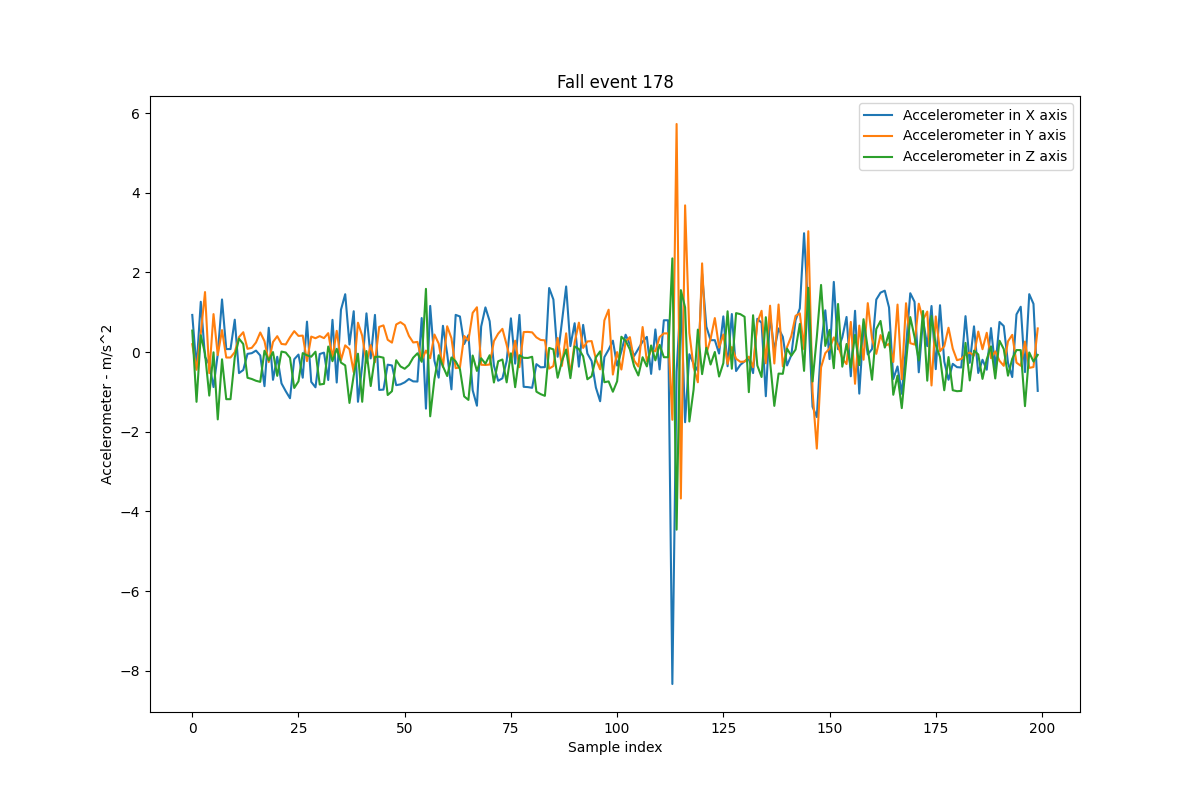 Fall event 178
Accelerometer in X axis
Accelerometer in Y axis
Accelerometer in Z axis
6
4
2
0
−2
−4
−6
−8
Accelerometer - m/s^2
0 25 50 75 100 125 150 175 200
Sample index